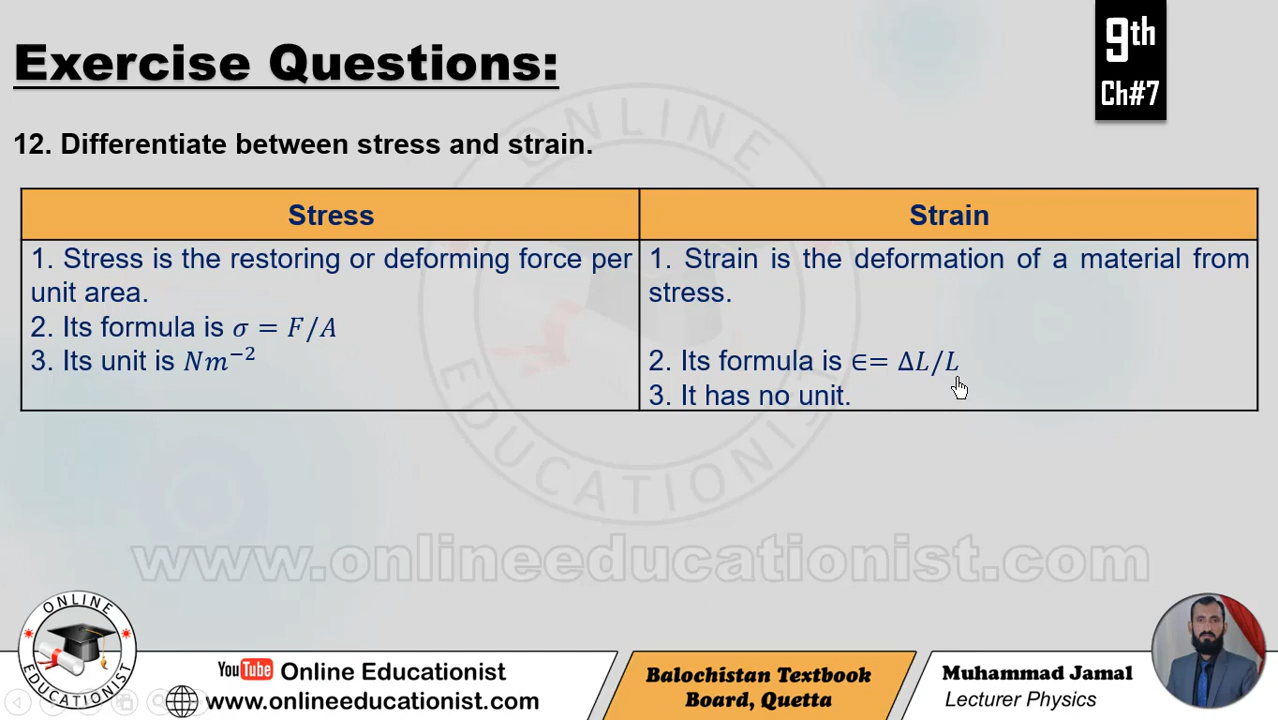 Exercise Questions:
9th
Ch#7
12. Differentiate between stress and strain.
Stress
Strain
1. Stress is the restoring or deforming force per
unit area.
2. Its formula is σ = F/A
3. Its unit is Nm⁻²
1. Strain is the deformation of a material from
stress.
2. Its formula is ∈= ΔL/L
3. It has no unit.
ONLINE
EDUCATIONIST
www.onlineeducationist.com
ONLINE
EDUCATIONIST
YouTube Online Educationist
www.onlineeducationist.com
Balochistan Textbook
Board, Quetta
Muhammad Jamal
Lecturer Physics